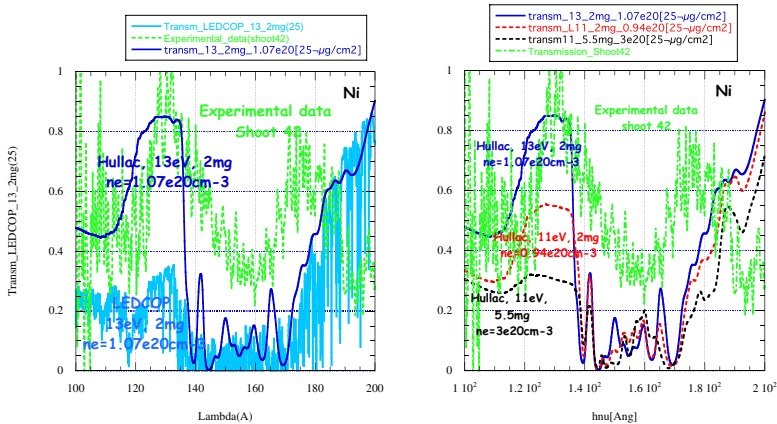 Transm_LEDCOP_13_2mg(25)
Experimental_data(shoot42)
transm_13_2mg_1.07e20[25-µg/cm2]
transm_13_2mg_1.07e20[25-µg/cm2]
transm_L11_2mg_0.94e20[25-µg/cm2]
transm11_5.5mg_3e20[25-µg/cm2]
Transmission_Shoot42
Transm_LEDCOP_13_2mg(25)
1
0.8
0.6
0.4
0.2
0
Ni
Experimental data
Shoot 48
Hullac, 13eV, 2mg
ne=1.07e20cm-3
LEDCOP
13eV, 2mg
ne=1.07e20cm-3
100
120
140
160
180
200
Lambda(A)
1
0.8
0.6
0.4
0.2
0
Ni
Experimental data
shoot 42
Hullac, 13eV, 2mg
ne=1.07e20cm-3
Hullac, 11eV, 2mg
ne=0.94e20cm-3
Hullac, 11eV,
5.5mg
ne=3e20cm-3
1 10²
1.2 10²
1.4 10²
1.6 10²
1.8 10²
2 10²
hnu[Ang]